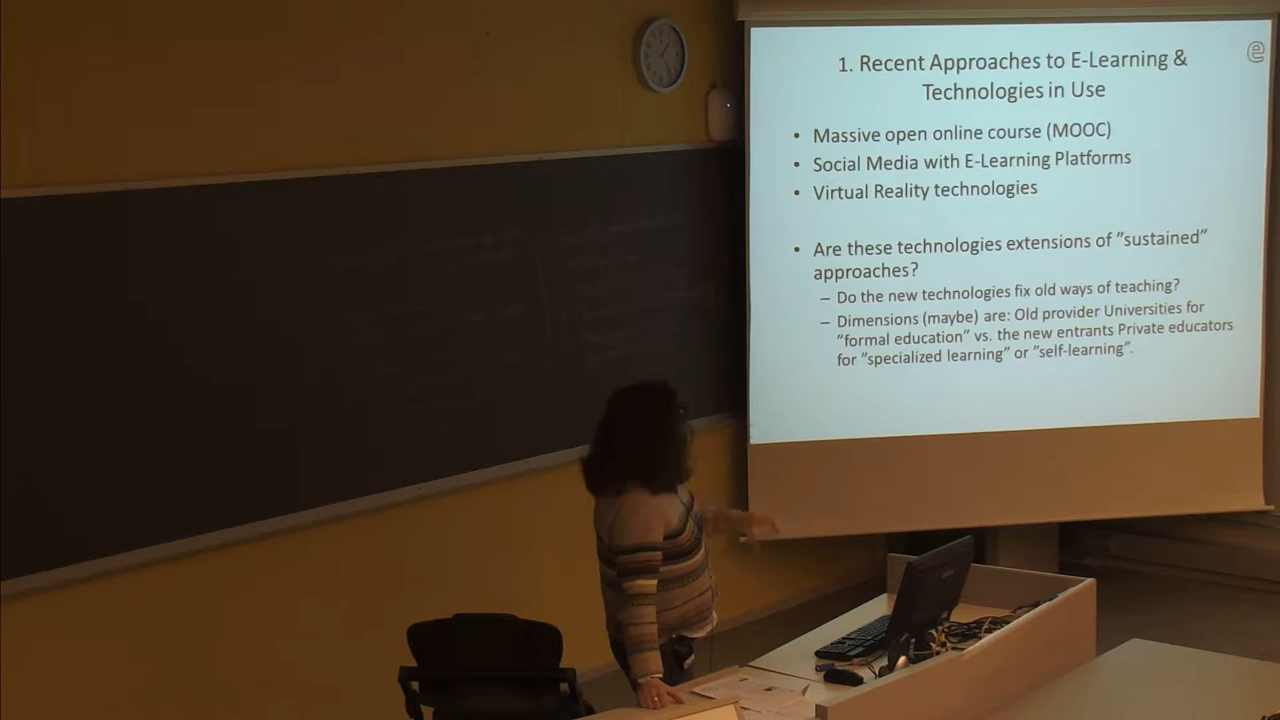 1. Recent Approaches to E-Learning &
Technologies in Use
• Massive open online course (MOOC)
• Social Media with E-Learning Platforms
• Virtual Reality technologies
• Are these technologies extensions of ”sustained”
approaches?
– Do the new technologies fix old ways of teaching?
– Dimensions (maybe) are: Old provider Universities for
”formal education” vs. the new entrants Private educators
for ”specialized learning” or ”self-learning”.
e